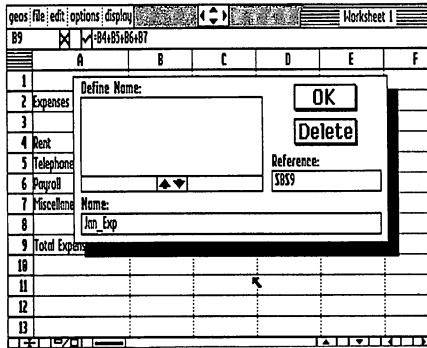 geos file edit options display Worksheet 1
B9 =B4+B5+B6+B7
A B C D E F
1
2 Expenses
3
4 Rent
5 Telephone
6 Payroll
7 Miscellane
8
9 Total Expens
10
11
12
13
Define Name:
OK
Delete
Reference:
$B$9
Name:
Jan_Exp